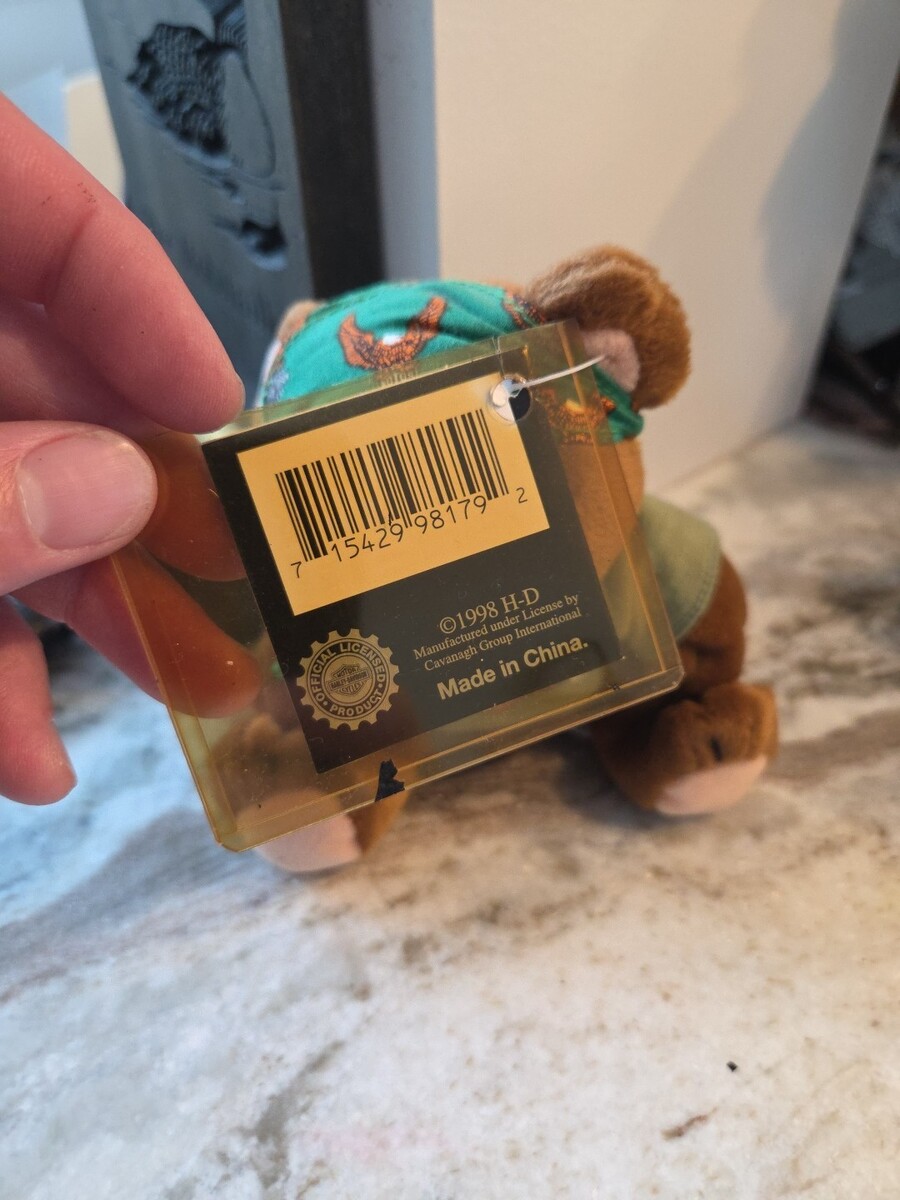 7 15429 98179 2
©1998 H-D
Manufactured under License by
Cavanagh Group International
Made in China.
OFFICIAL LICENSED
PRODUCT